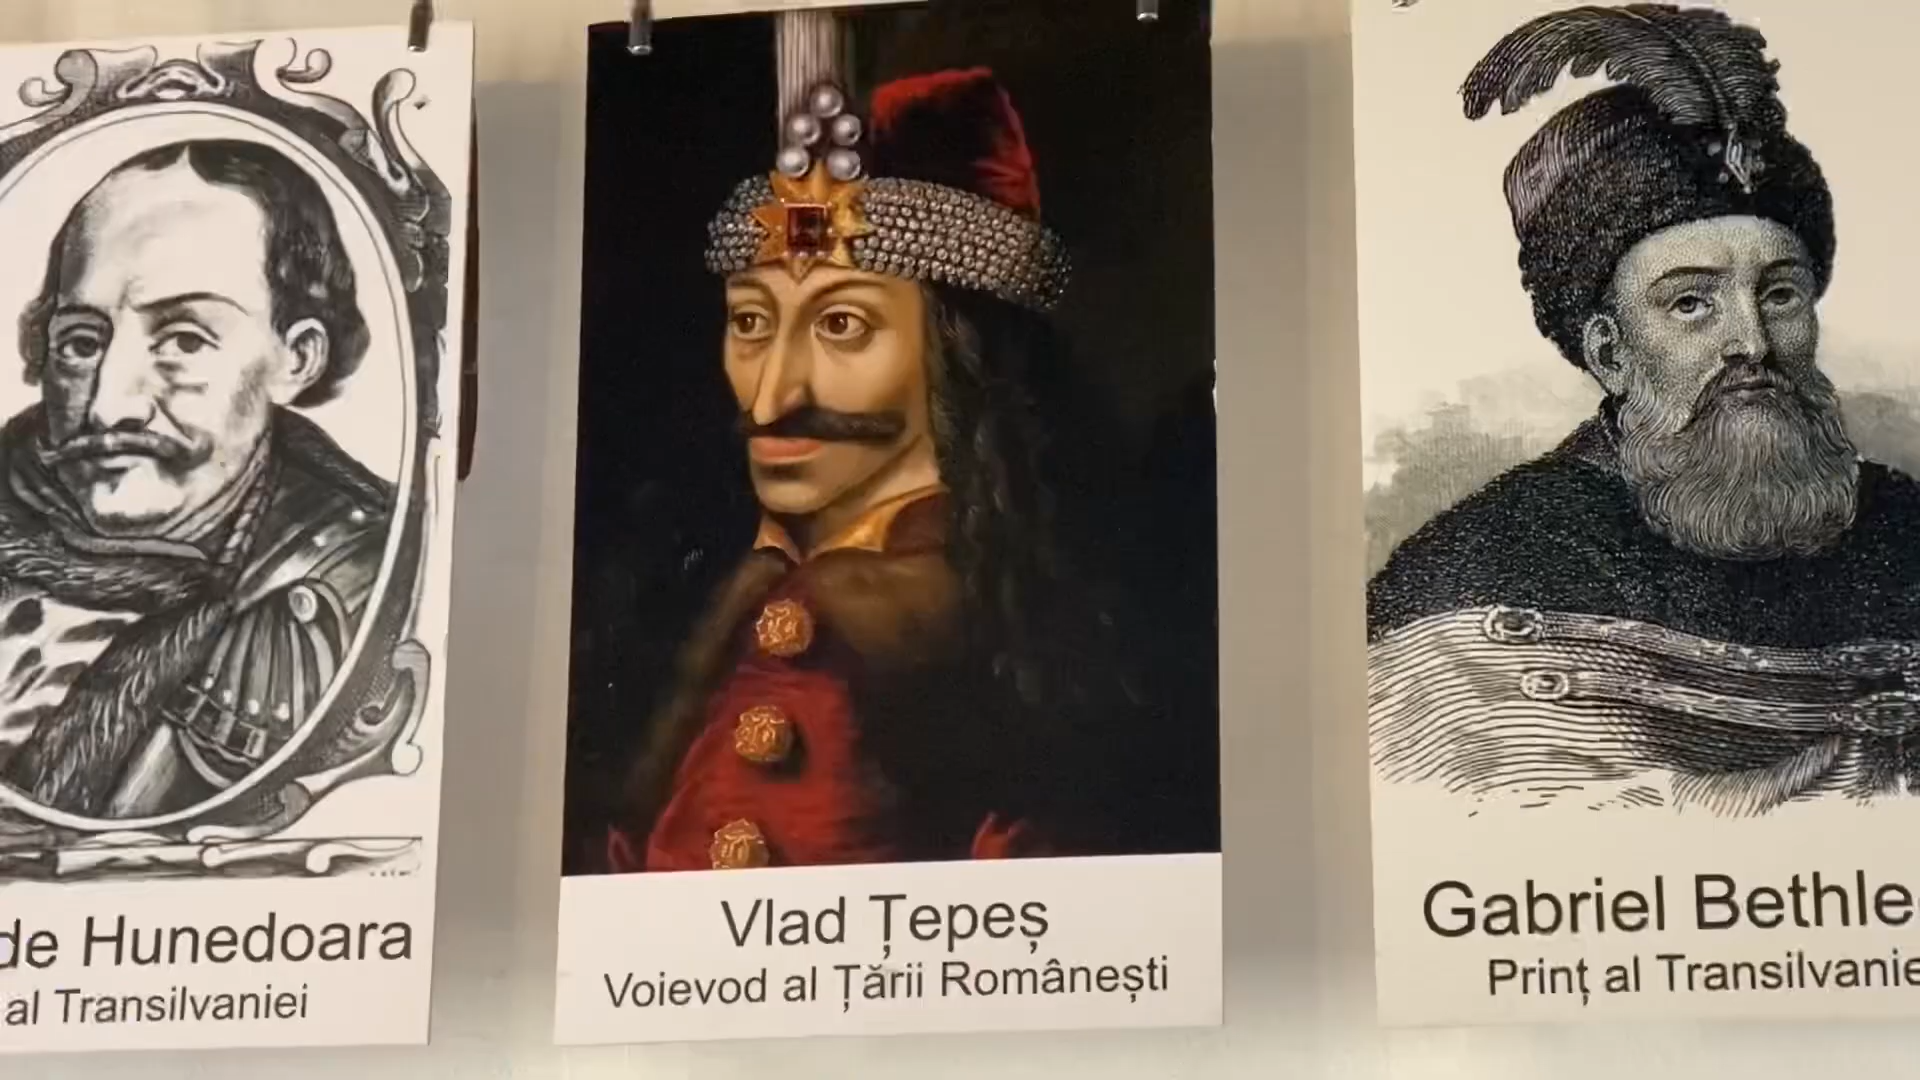 de Hunedoara
al Transilvaniei
Vlad Țepeș
Voievod al Țării Românești
Gabriel Bethle
Prinț al Transilvanie